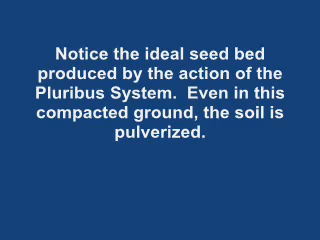 Notice the ideal seed bed
produced by the action of the
Pluribus System.  Even in this
compacted ground, the soil is
pulverized.